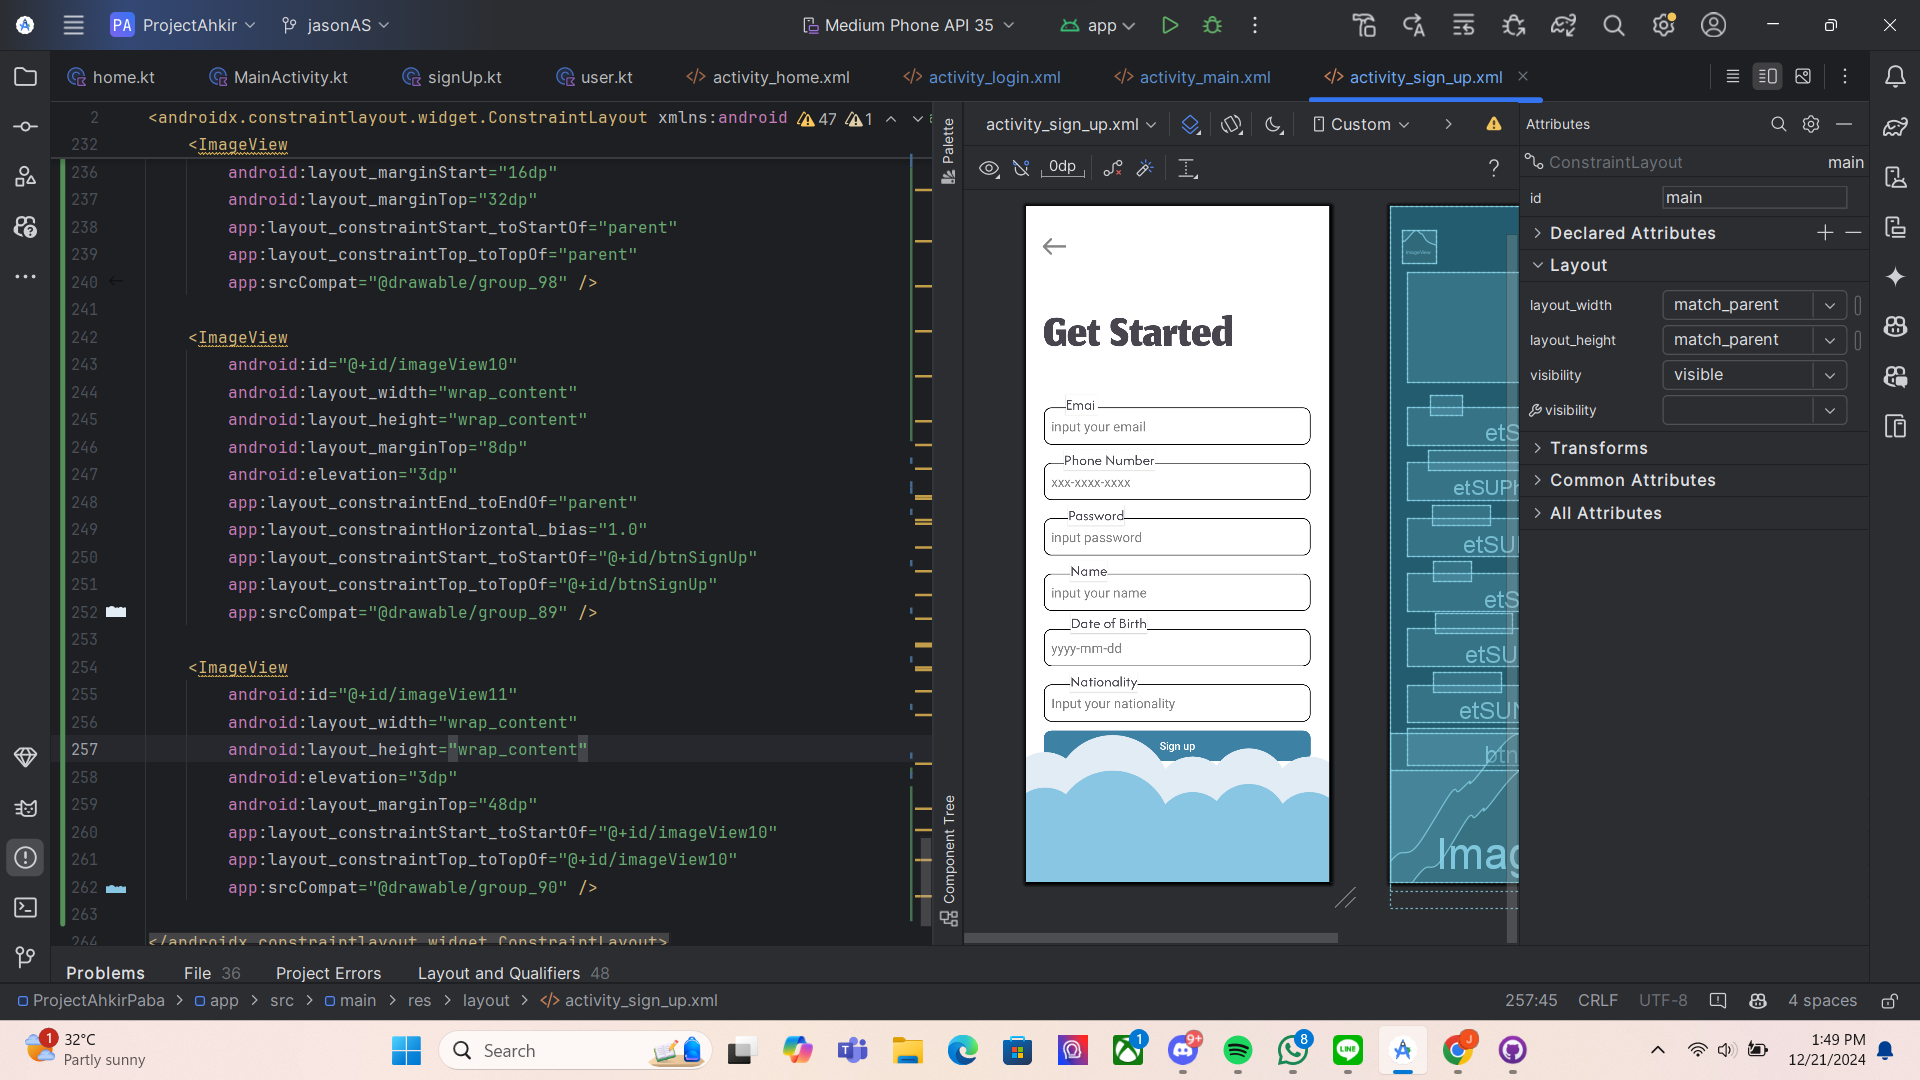 PA ProjectAhkir
jasonAS
Medium Phone API 35
app
home.kt
MainActivity.kt
signUp.kt
user.kt
activity_home.xml
activity_login.xml
activity_main.xml
activity_sign_up.xml
2 <androidx.constraintlayout.widget.ConstraintLayout xmlns:android
47
1
232 <ImageView
236 android:layout_marginStart="16dp"
237 android:layout_marginTop="32dp"
238 app:layout_constraintStart_toStartOf="parent"
239 app:layout_constraintTop_toTopOf="parent"
240 app:srcCompat="@drawable/group_98" />
241
242 <ImageView
243 android:id="@+id/imageView10"
244 android:layout_width="wrap_content"
245 android:layout_height="wrap_content"
246 android:layout_marginTop="8dp"
247 android:elevation="3dp"
248 app:layout_constraintEnd_toEndOf="parent"
249 app:layout_constraintHorizontal_bias="1.0"
250 app:layout_constraintStart_toStartOf="@+id/btnSignUp"
251 app:layout_constraintTop_toTopOf="@+id/btnSignUp"
252 app:srcCompat="@drawable/group_89" />
253
254 <ImageView
255 android:id="@+id/imageView11"
256 android:layout_width="wrap_content"
257 android:layout_height="wrap_content"
258 android:elevation="3dp"
259 android:layout_marginTop="48dp"
260 app:layout_constraintStart_toStartOf="@+id/imageView10"
261 app:layout_constraintTop_toTopOf="@+id/imageView10"
262 app:srcCompat="@drawable/group_90" />
263
264 </androidx.constraintlayout.widget.ConstraintLayout>
Palette
Component Tree
activity_sign_up.xml
Custom
0dp
?
Get Started
Emai
input your email
Phone Number
xxx-xxxx-xxxx
Password
input password
Name
input your name
Date of Birth
yyyy-mm-dd
Nationality
Input your nationality
Sign up
etS
etSUPh
etSU
etS
etSU
etSUN
btn
Imag
Attributes
ConstraintLayout
main
id
main
Declared Attributes
Layout
layout_width
match_parent
layout_height
match_parent
visibility
visible
visibility
Transforms
Common Attributes
All Attributes
Problems
File 36
Project Errors
Layout and Qualifiers 48
ProjectAhkirPaba > app > src > main > res > layout > activity_sign_up.xml
257:45
CRLF
UTF-8
4 spaces
1
32°C
Partly sunny
Search
1
9+
8
LINE
J
1:49 PM
12/21/2024